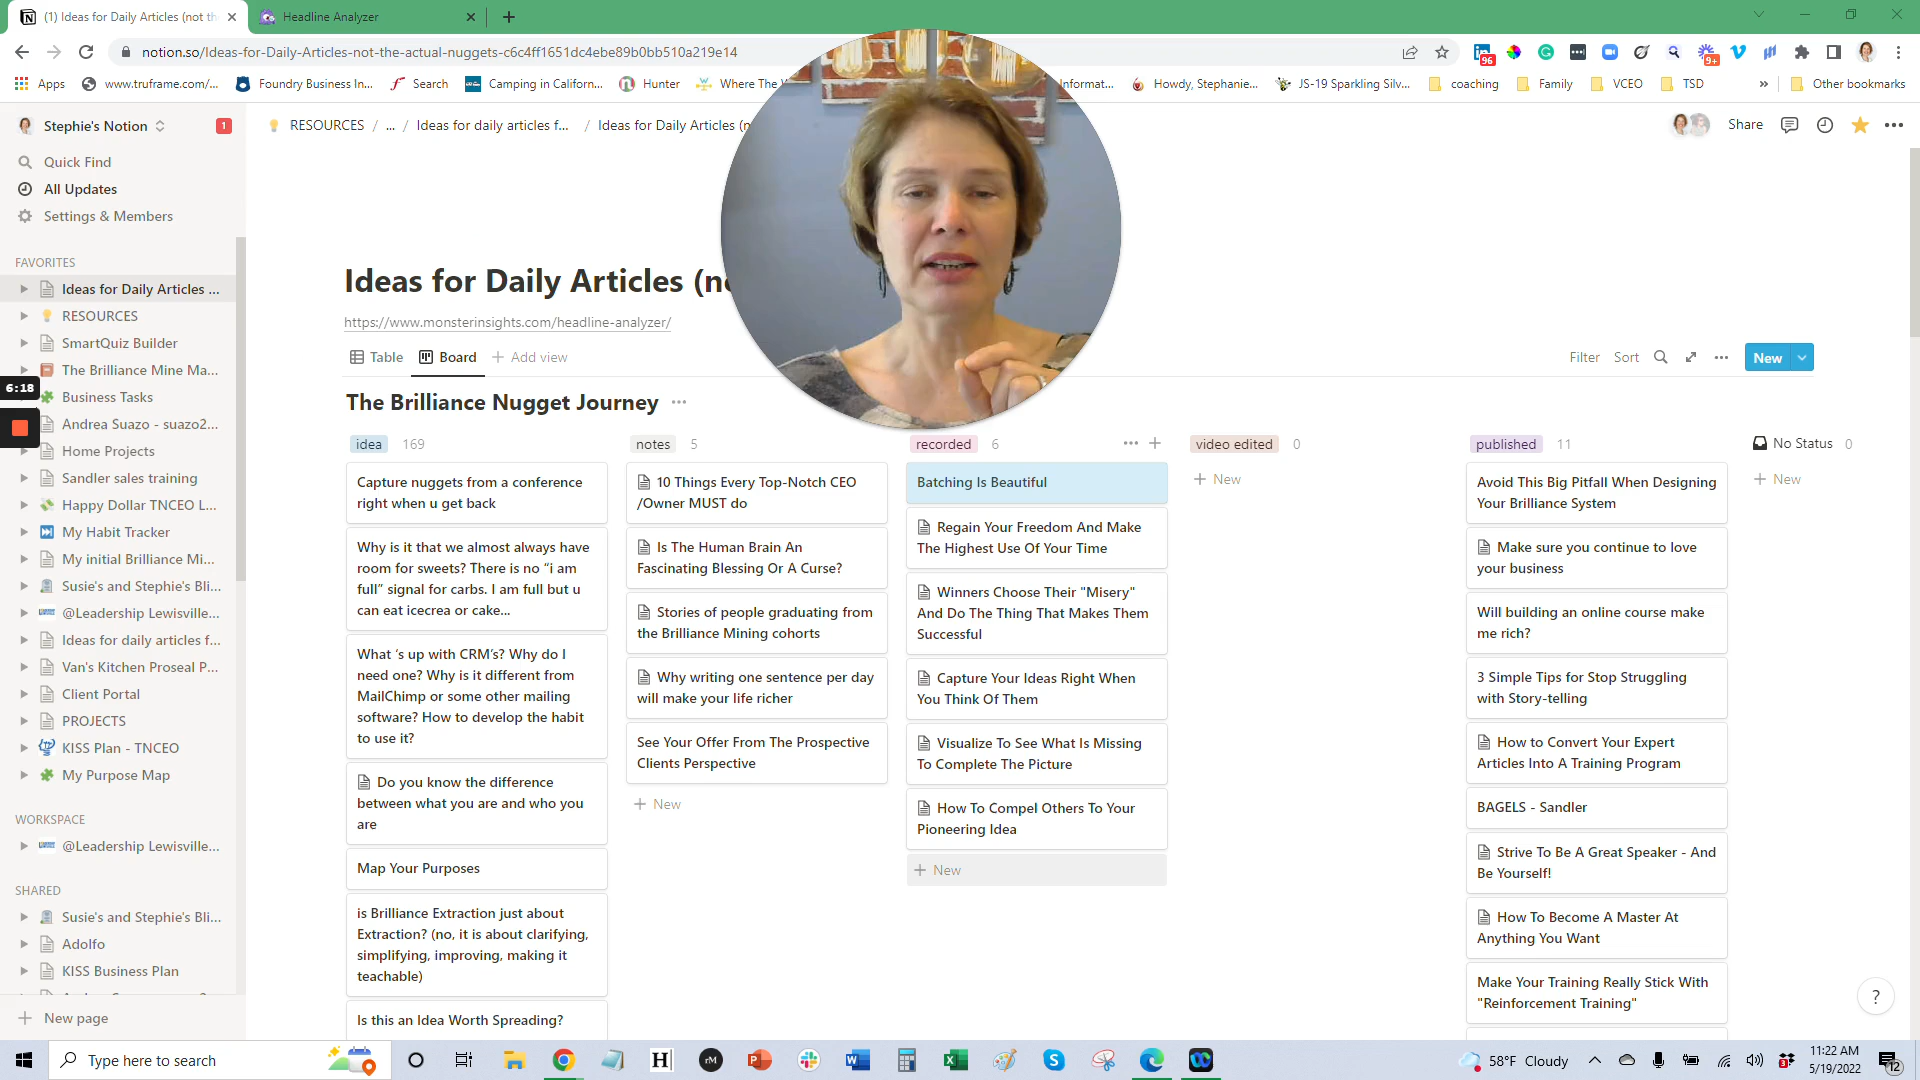 (1) Ideas for Daily Articles (not th
Headline Analyzer
notion.so/Ideas-for-Daily-Articles-not-the-actual-nuggets-c6c4ff1651dc4ebe89b0bb510a219e14
96
9+
Apps
www.truframe.com/...
Foundry Business In...
Search
Camping in Californ...
Hunter
Where The
Informat...
Howdy, Stephanie...
JS-19 Sparkling Silv...
coaching
Family
VCEO
TSD
»
Other bookmarks
Stephie's Notion
1
RESOURCES / ... / Ideas for daily articles f... / Ideas for Daily Articles
Share
Quick Find
All Updates
Settings & Members
FAVORITES
Ideas for Daily Articles ...
RESOURCES
SmartQuiz Builder
The Brilliance Mine Ma...
Business Tasks
Andrea Suazo - suazo2...
Home Projects
Sandler sales training
Happy Dollar TNCEO L...
My Habit Tracker
My initial Brilliance Mi...
Susie's and Stephie's Bli...
@Leadership Lewisville...
Ideas for daily articles f...
Van's Kitchen Proseal P...
Client Portal
PROJECTS
KISS Plan - TNCEO
My Purpose Map
WORKSPACE
@Leadership Lewisville...
SHARED
Susie's and Stephie's Bli...
Adolfo
KISS Business Plan
New page
6:18
Ideas for Daily Articles
https://www.monsterinsights.com/headline-analyzer/
Table
Board
Add view
Filter
Sort
New
The Brilliance Nugget Journey
idea 169
Capture nuggets from a conference
right when u get back
Why is it that we almost always have
room for sweets? There is no “i am
full” signal for carbs. I am full but u
can eat icecrea or cake...
What ‘s up with CRM’s? Why do I
need one? Why is it different from
MailChimp or some other mailing
software? How to develop the habit
to use it?
Do you know the difference
between what you are and who you
are
Map Your Purposes
is Brilliance Extraction just about
Extraction? (no, it is about clarifying,
simplifying, improving, making it
teachable)
Is this an Idea Worth Spreading?
notes 5
10 Things Every Top-Notch CEO
/Owner MUST do
Is The Human Brain An
Fascinating Blessing Or A Curse?
Stories of people graduating from
the Brilliance Mining cohorts
Why writing one sentence per day
will make your life richer
See Your Offer From The Prospective
Clients Perspective
New
recorded 6
Batching Is Beautiful
Regain Your Freedom And Make
The Highest Use Of Your Time
Winners Choose Their "Misery"
And Do The Thing That Makes Them
Successful
Capture Your Ideas Right When
You Think Of Them
Visualize To See What Is Missing
To Complete The Picture
How To Compel Others To Your
Pioneering Idea
New
video edited 0
New
published 11
Avoid This Big Pitfall When Designing
Your Brilliance System
Make sure you continue to love
your business
Will building an online course make
me rich?
3 Simple Tips for Stop Struggling
with Story-telling
How to Convert Your Expert
Articles Into A Training Program
BAGELS - Sandler
Strive To Be A Great Speaker - And
Be Yourself!
How To Become A Master At
Anything You Want
Make Your Training Really Stick With
"Reinforcement Training"
No Status 0
New
?
Type here to search
H
rM
58°F Cloudy
11:22 AM
5/19/2022
12